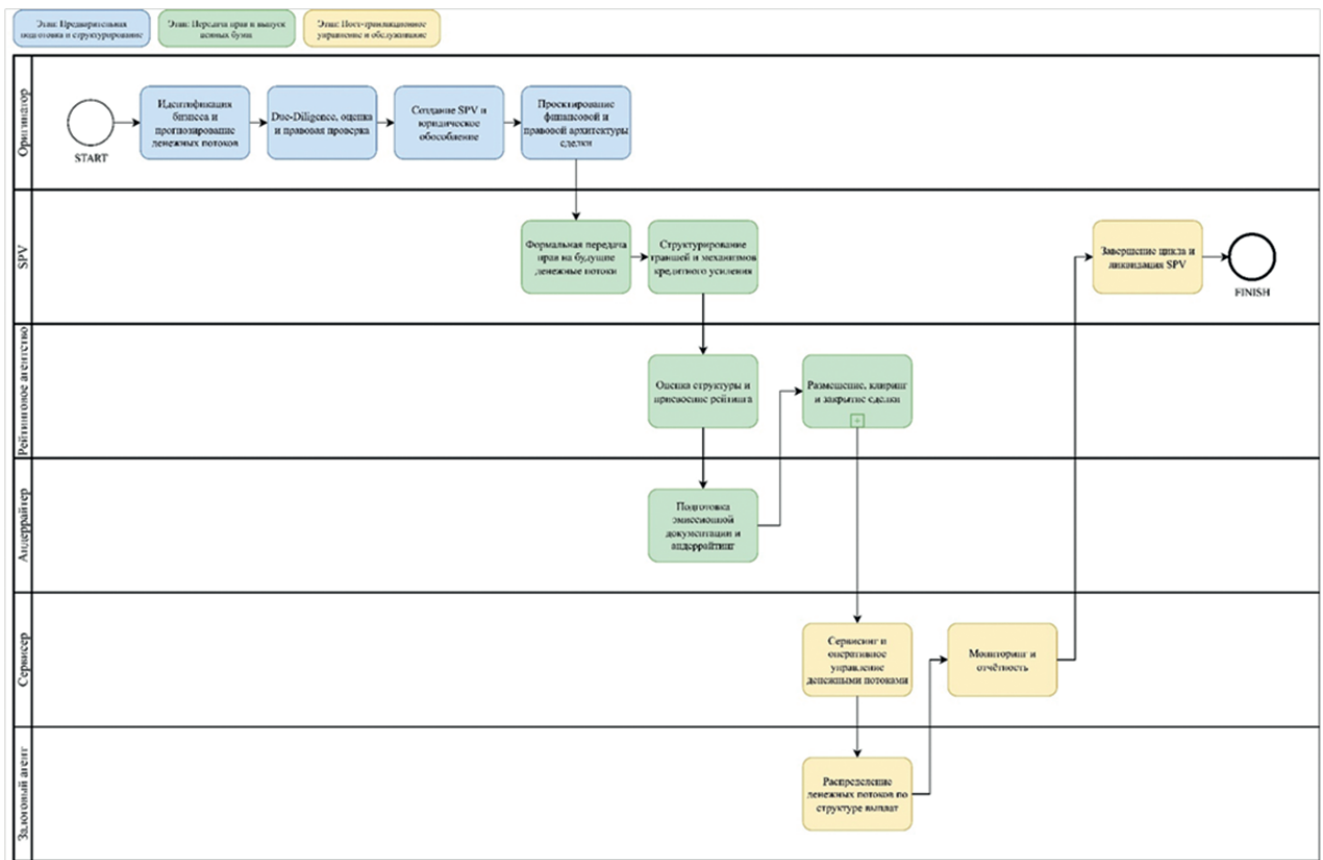 Этап: Предварительная
подготовка и структурирование
Этап: Передача прав и выпуск
ценных бумаг
Этап: Пост-транзакционное
управление и обслуживание
Оригинатор
START
Идентификация
бизнеса и
прогнозирование
денежных потоков
Due-Diligence, оценка
и правовая проверка
Создание SPV и
юридическое
обособление
Проектирование
финансовой и
правовой архитектуры
сделки
SPV
Формальная передача
прав на будущие
денежные потоки
Структурирование
траншей и механизмов
кредитного усиления
Завершение цикла и
ликвидация SPV
FINISH
Рейтинговое агентство
Оценка структуры и
присвоение рейтинга
Размещение, клиринг
и закрытие сделки
Андеррайтер
Подготовка
эмиссионной
документации и
андеррайтинг
Сервисер
Сервисинг и
оперативное
управление
денежными потоками
Мониторинг и
отчётность
Залоговый агент
Распределение
денежных потоков по
структуре выплат